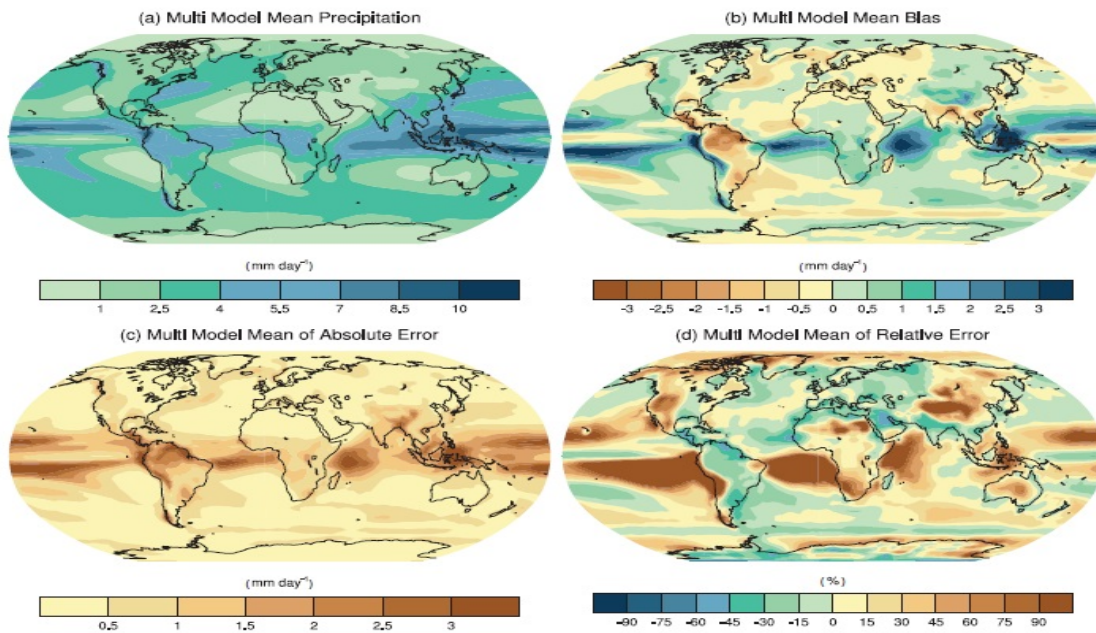 (a) Multi Model Mean Precipitation
(b) Multi Model Mean Bias
(mm day⁻¹)
(mm day⁻¹)
1 2.5 4 5.5 7 8.5 10
-3 -2.5 -2 -1.5 -1 -0.5 0 0.5 1 1.5 2 2.5 3
(c) Multi Model Mean of Absolute Error
(d) Multi Model Mean of Relative Error
(mm day⁻¹)
(%)
0.5 1 1.5 2 2.5 3
-90 -75 -60 -45 -30 -15 0 15 30 45 60 75 90